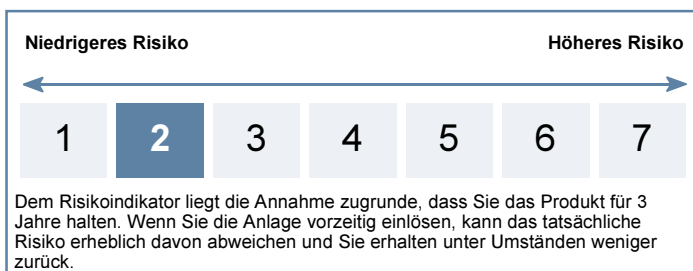 Niedrigeres Risiko Höheres Risiko
1 2 3 4 5 6 7
Dem Risikoindikator liegt die Annahme zugrunde, dass Sie das Produkt für 3
Jahre halten. Wenn Sie die Anlage vorzeitig einlösen, kann das tatsächliche
Risiko erheblich davon abweichen und Sie erhalten unter Umständen weniger
zurück.